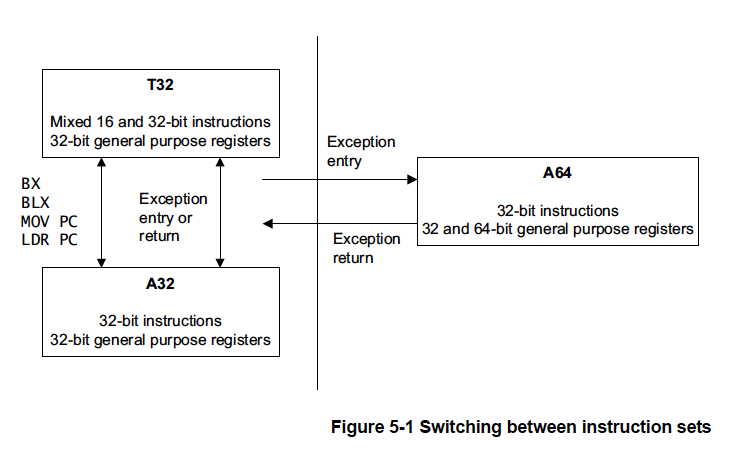 T32
Mixed 16 and 32-bit instructions
32-bit general purpose registers
BX
BLX
MOV PC
LDR PC
Exception
entry or
return
A32
32-bit instructions
32-bit general purpose registers
Exception
entry
Exception
return
A64
32-bit instructions
32 and 64-bit general purpose registers
Figure 5-1 Switching between instruction sets